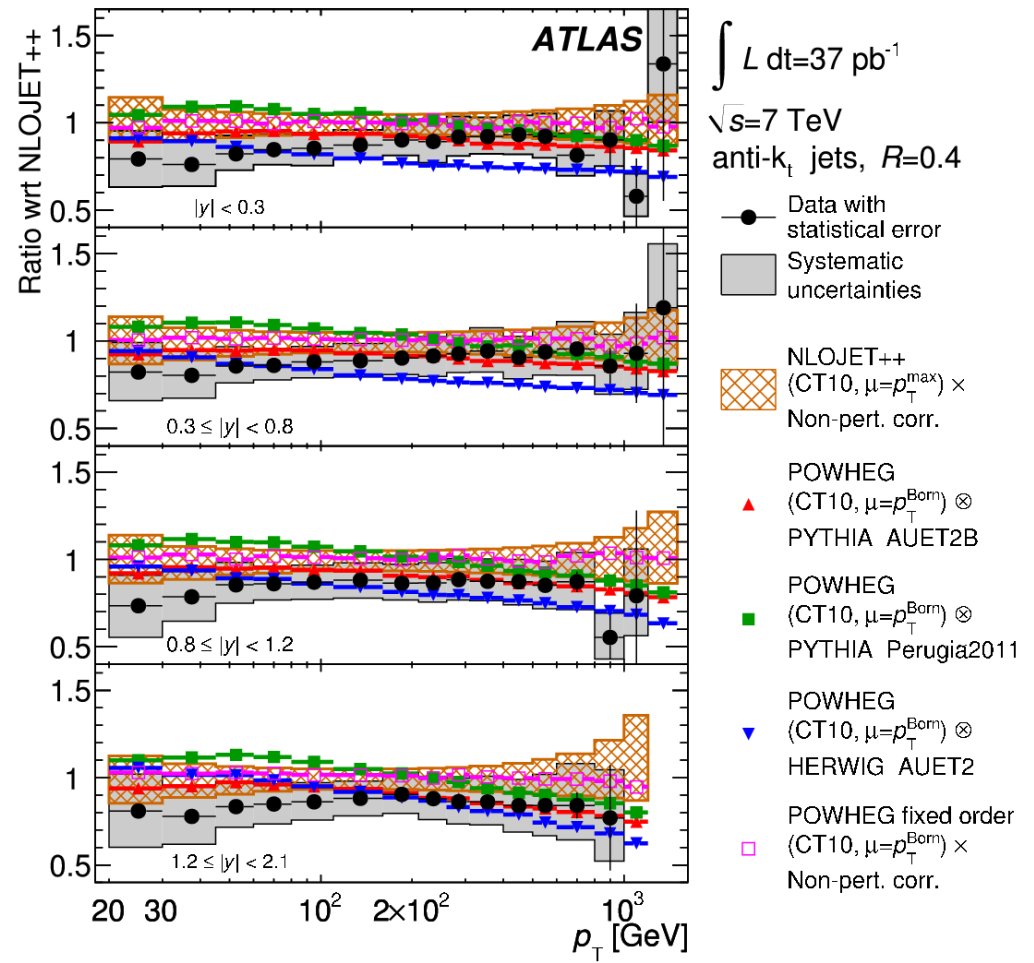 Ratio wrt NLOJET++
ATLAS
1.5
1
0.5
|y| < 0.3
1.5
1
0.5
0.3 ≤ |y| < 0.8
1.5
1
0.5
0.8 ≤ |y| < 1.2
1.5
1
0.5
1.2 ≤ |y| < 2.1
20 30 10² 2×10² 10³
p_T [GeV]
∫ L dt=37 pb⁻¹
√s=7 TeV
anti-k_t jets, R=0.4
Data with
statistical error
Systematic
uncertainties
NLOJET++
(CT10, μ=p_T^max) ×
Non-pert. corr.
POWHEG
(CT10, μ=p_T^Born) ⊗
PYTHIA AUET2B
POWHEG
(CT10, μ=p_T^Born) ⊗
PYTHIA Perugia2011
POWHEG
(CT10, μ=p_T^Born) ⊗
HERWIG AUET2
POWHEG fixed order
(CT10, μ=p_T^Born) ×
Non-pert. corr.